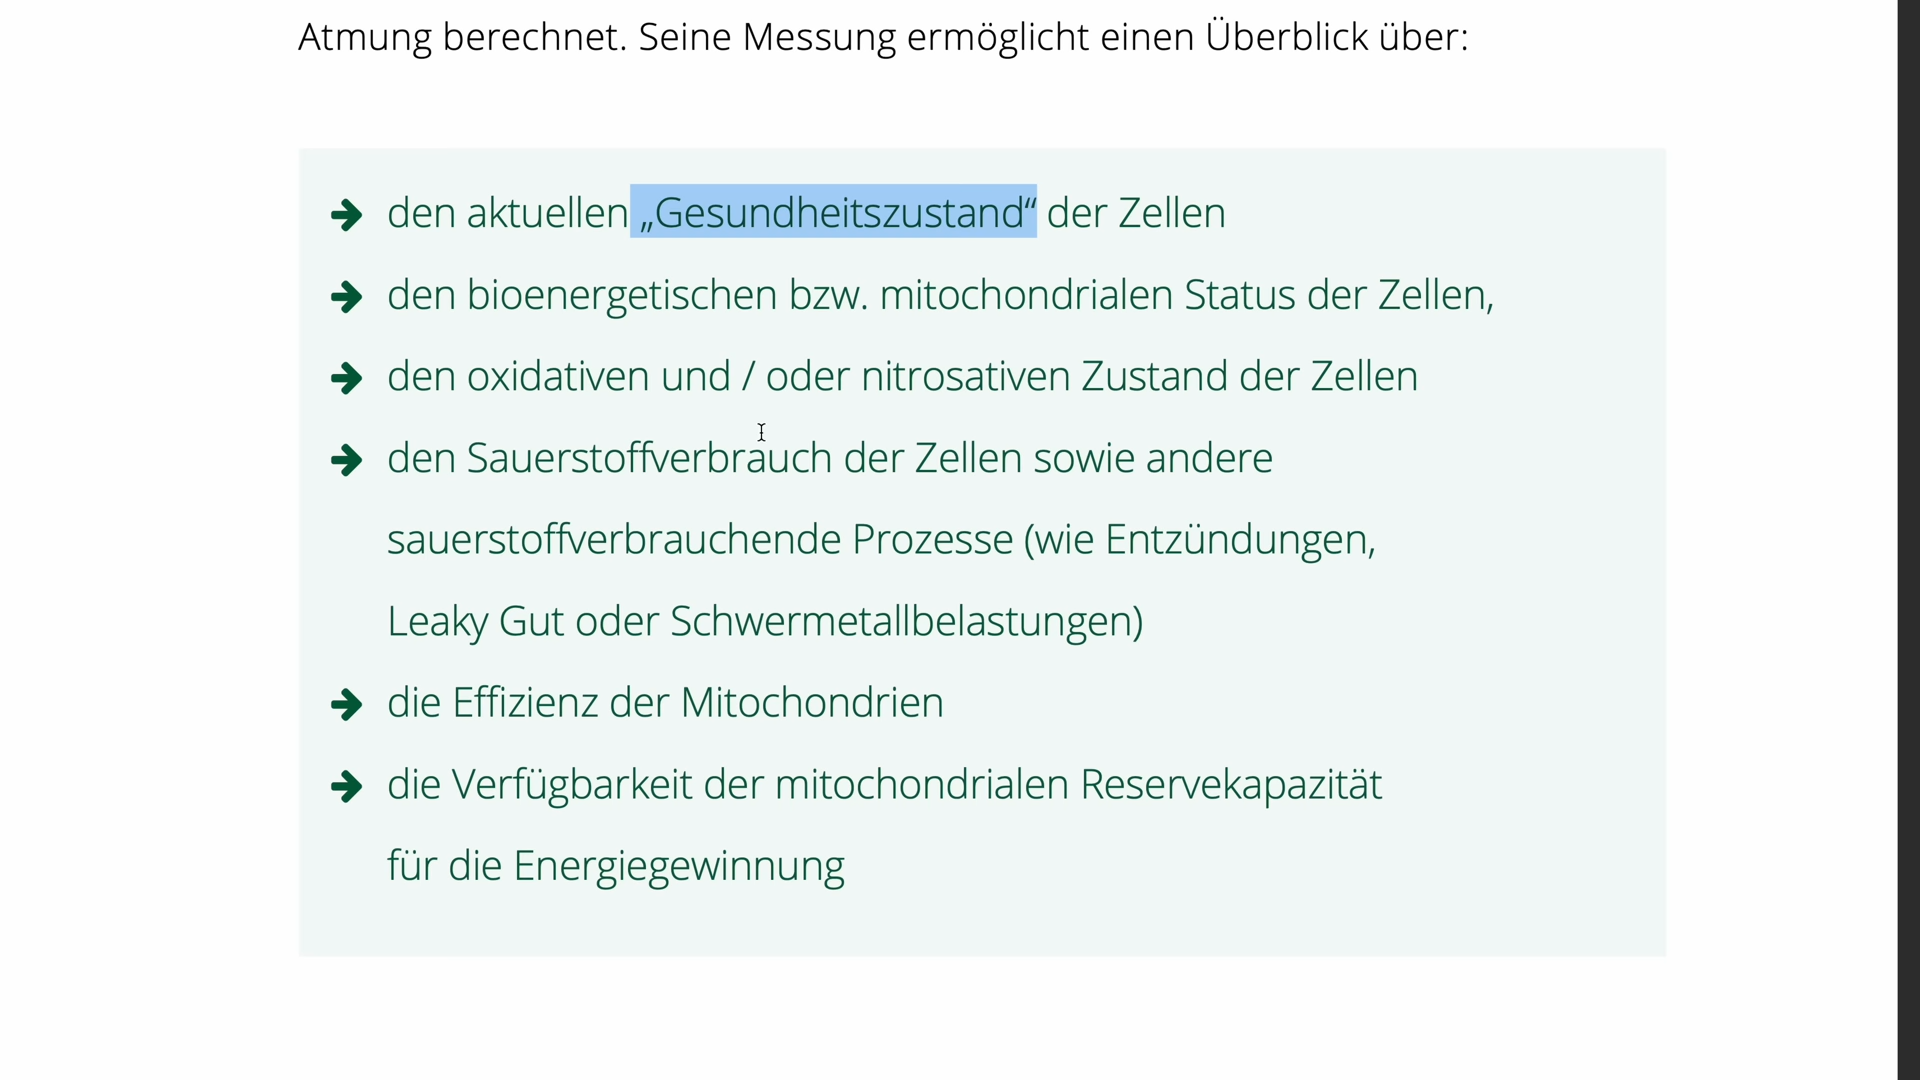 Atmung berechnet. Seine Messung ermöglicht einen Überblick über:
den aktuellen „Gesundheitszustand“ der Zellen
den bioenergetischen bzw. mitochondrialen Status der Zellen,
den oxidativen und / oder nitrosativen Zustand der Zellen
den Sauerstoffverbrauch der Zellen sowie andere
sauerstoffverbrauchende Prozesse (wie Entzündungen,
Leaky Gut oder Schwermetallbelastungen)
die Effizienz der Mitochondrien
die Verfügbarkeit der mitochondrialen Reservekapazität
für die Energiegewinnung